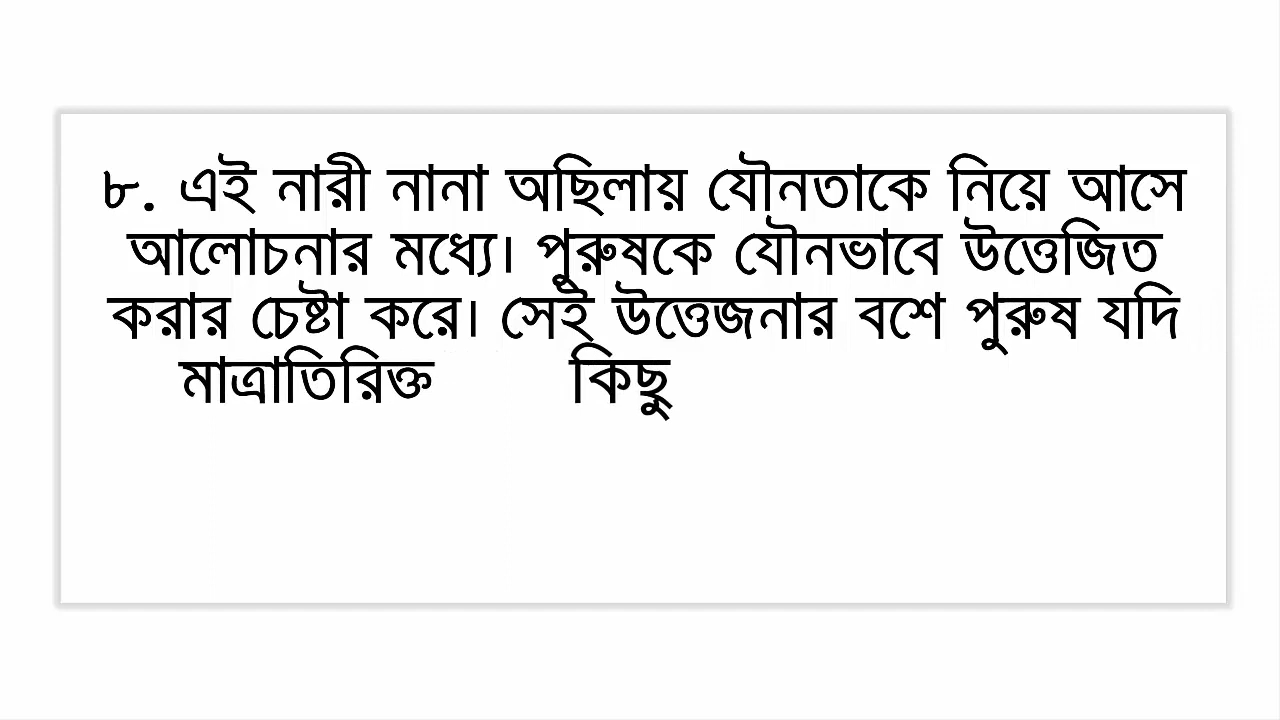 ৮. এই নারী নানা অছিলায় যৌনতাকে নিয়ে আসে
আলোচনার মধ্যে। পুরুষকে যৌনভাবে উত্তেজিত
করার চেষ্টা করে। সেই উত্তেজনার বশে পুরুষ যদি
মাত্রাতিরিক্ত কিছু